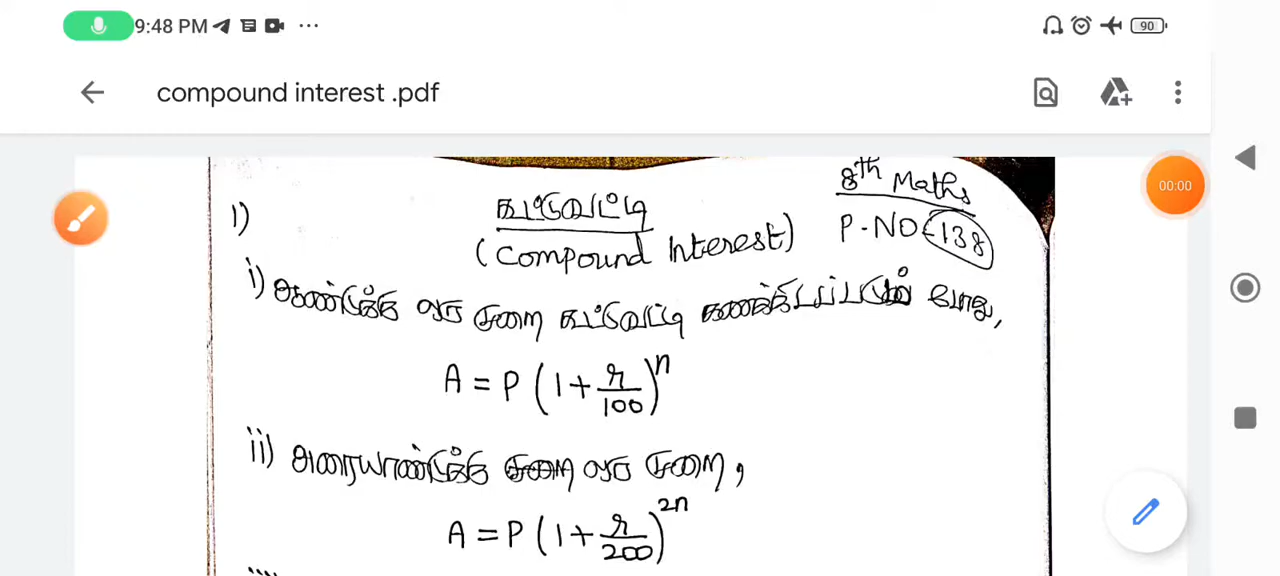 9:48 PM ... 90
compound interest .pdf
00:00
8th Maths
1) கூட்டுவட்டி P.NO-138
(Compound Interest)
i) ஆண்டுக்கு ஒரு முறை கூட்டுவட்டி கணக்கிடப்படும் போது,
A = P (1 + r/100)^n
ii) அரையாண்டுக்கு முறை ஒரு முறை,
A = P (1 + r/200)^2n